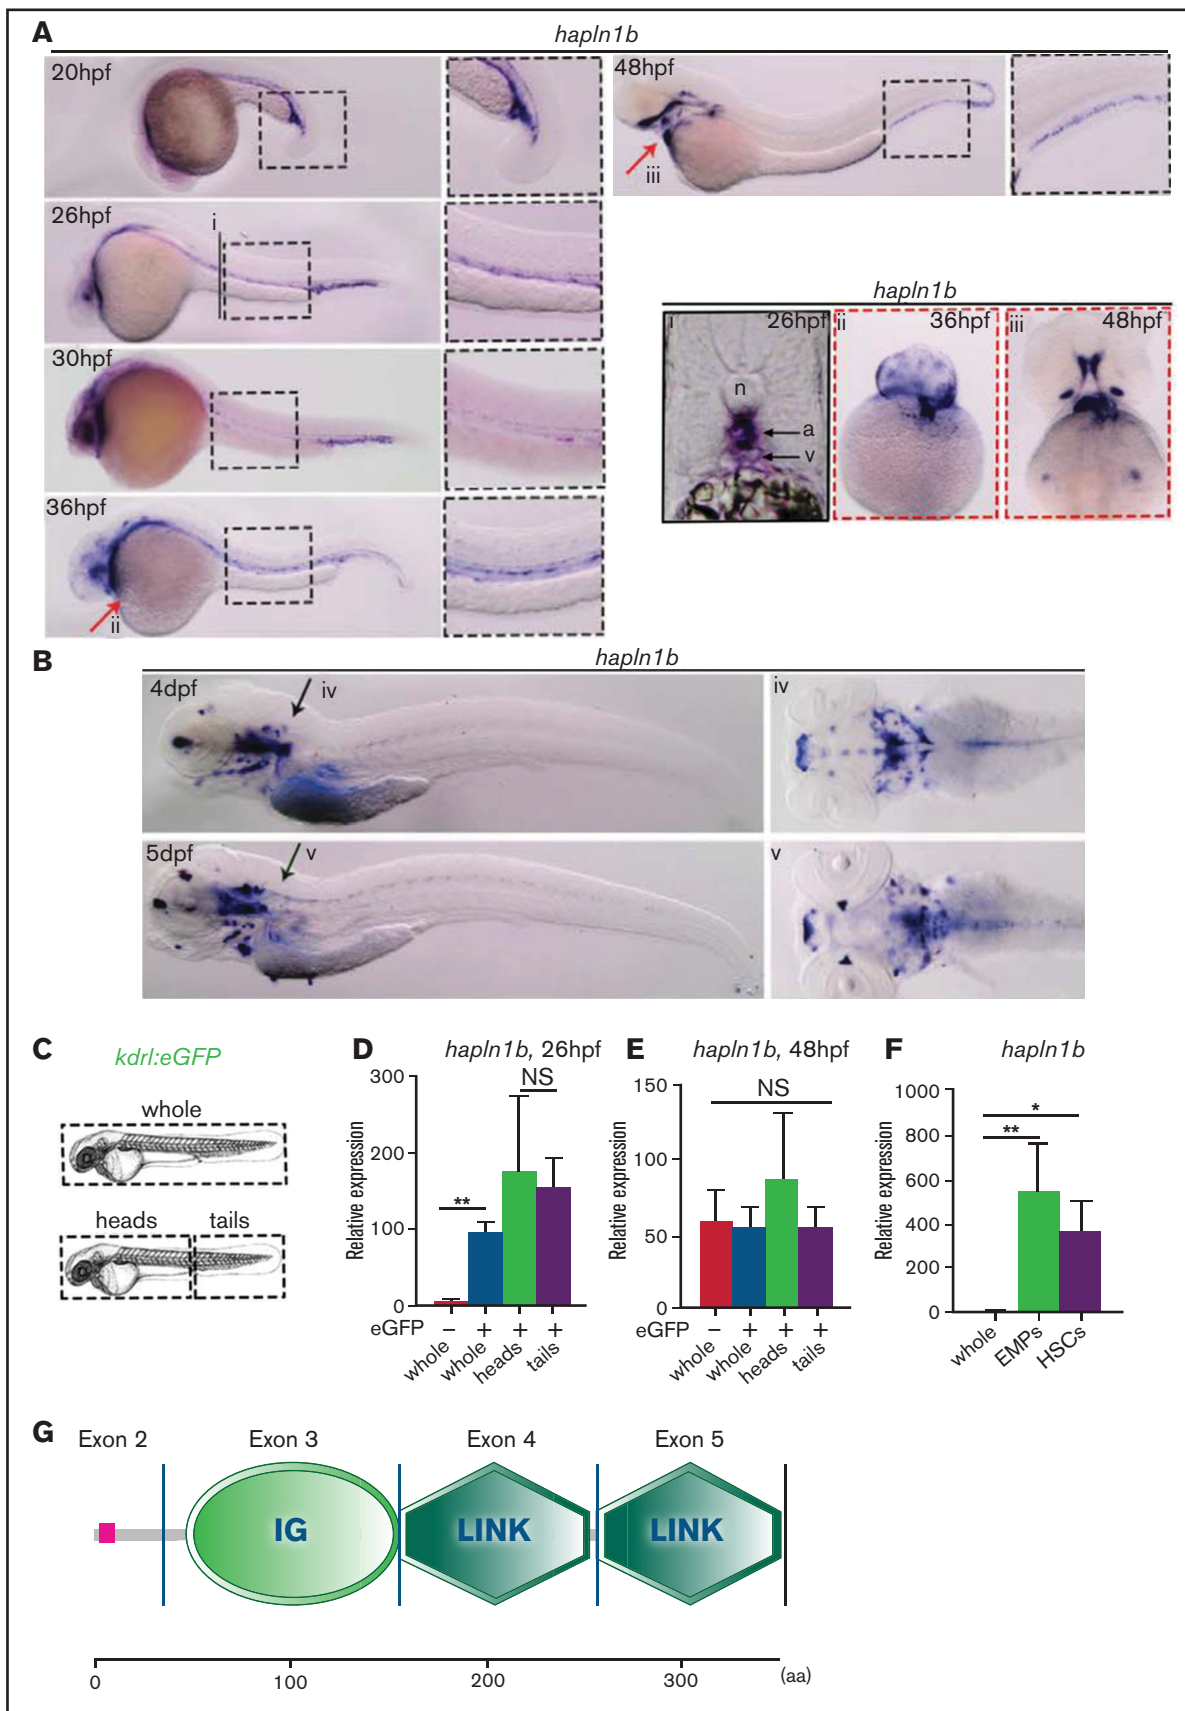 A
hapln1b
20hpf
48hpf
iii
26hpf
i
hapln1b
i 26hpf
ii 36hpf
iii 48hpf
n
a
v
30hpf
36hpf
ii
B
hapln1b
4dpf
iv
iv
5dpf
v
v
C
kdrl:eGFP
whole
heads tails
D
hapln1b, 26hpf
NS
**
Relative expression
300
200
100
0
eGFP − + + +
whole whole heads tails
E
hapln1b, 48hpf
NS
Relative expression
150
100
50
0
eGFP − + + +
whole whole heads tails
F
hapln1b
*
**
Relative expression
1000
800
600
400
200
0
whole EMPs HSCs
G
Exon 2 Exon 3 Exon 4 Exon 5
IG LINK LINK
0 100 200 300 (aa)